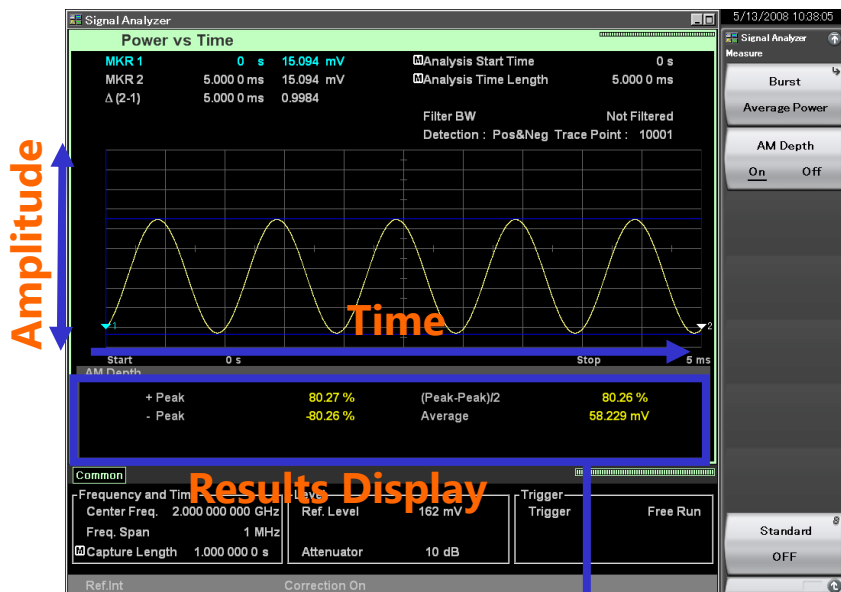 Signal Analyzer
5/13/2008 10:38:05
Power vs Time
MKR 1 0 s 15.094 mV
MAnalysis Start Time 0 s
MKR 2 5.000 0 ms 15.094 mV
MAnalysis Time Length 5.000 0 ms
Δ (2-1) 5.000 0 ms 0.9984
Filter BW Not Filtered
Detection : Pos&Neg Trace Point : 10001
Signal Analyzer
Measure
Burst
Average Power
AM Depth
On Off
Amplitude
1
Time
2
Start 0 s Stop 5 ms
AM Depth
+ Peak 80.27 % (Peak-Peak)/2 80.26 %
- Peak -80.26 % Average 58.229 mV
Common
Results Display
Frequency and Tim Level Trigger
Center Freq. 2.000 000 000 GHz Ref. Level 162 mV Trigger Free Run
Freq. Span 1 MHz
MCapture Length 1.000 000 0 s Attenuator 10 dB
Ref.Int Correction On
Standard
OFF